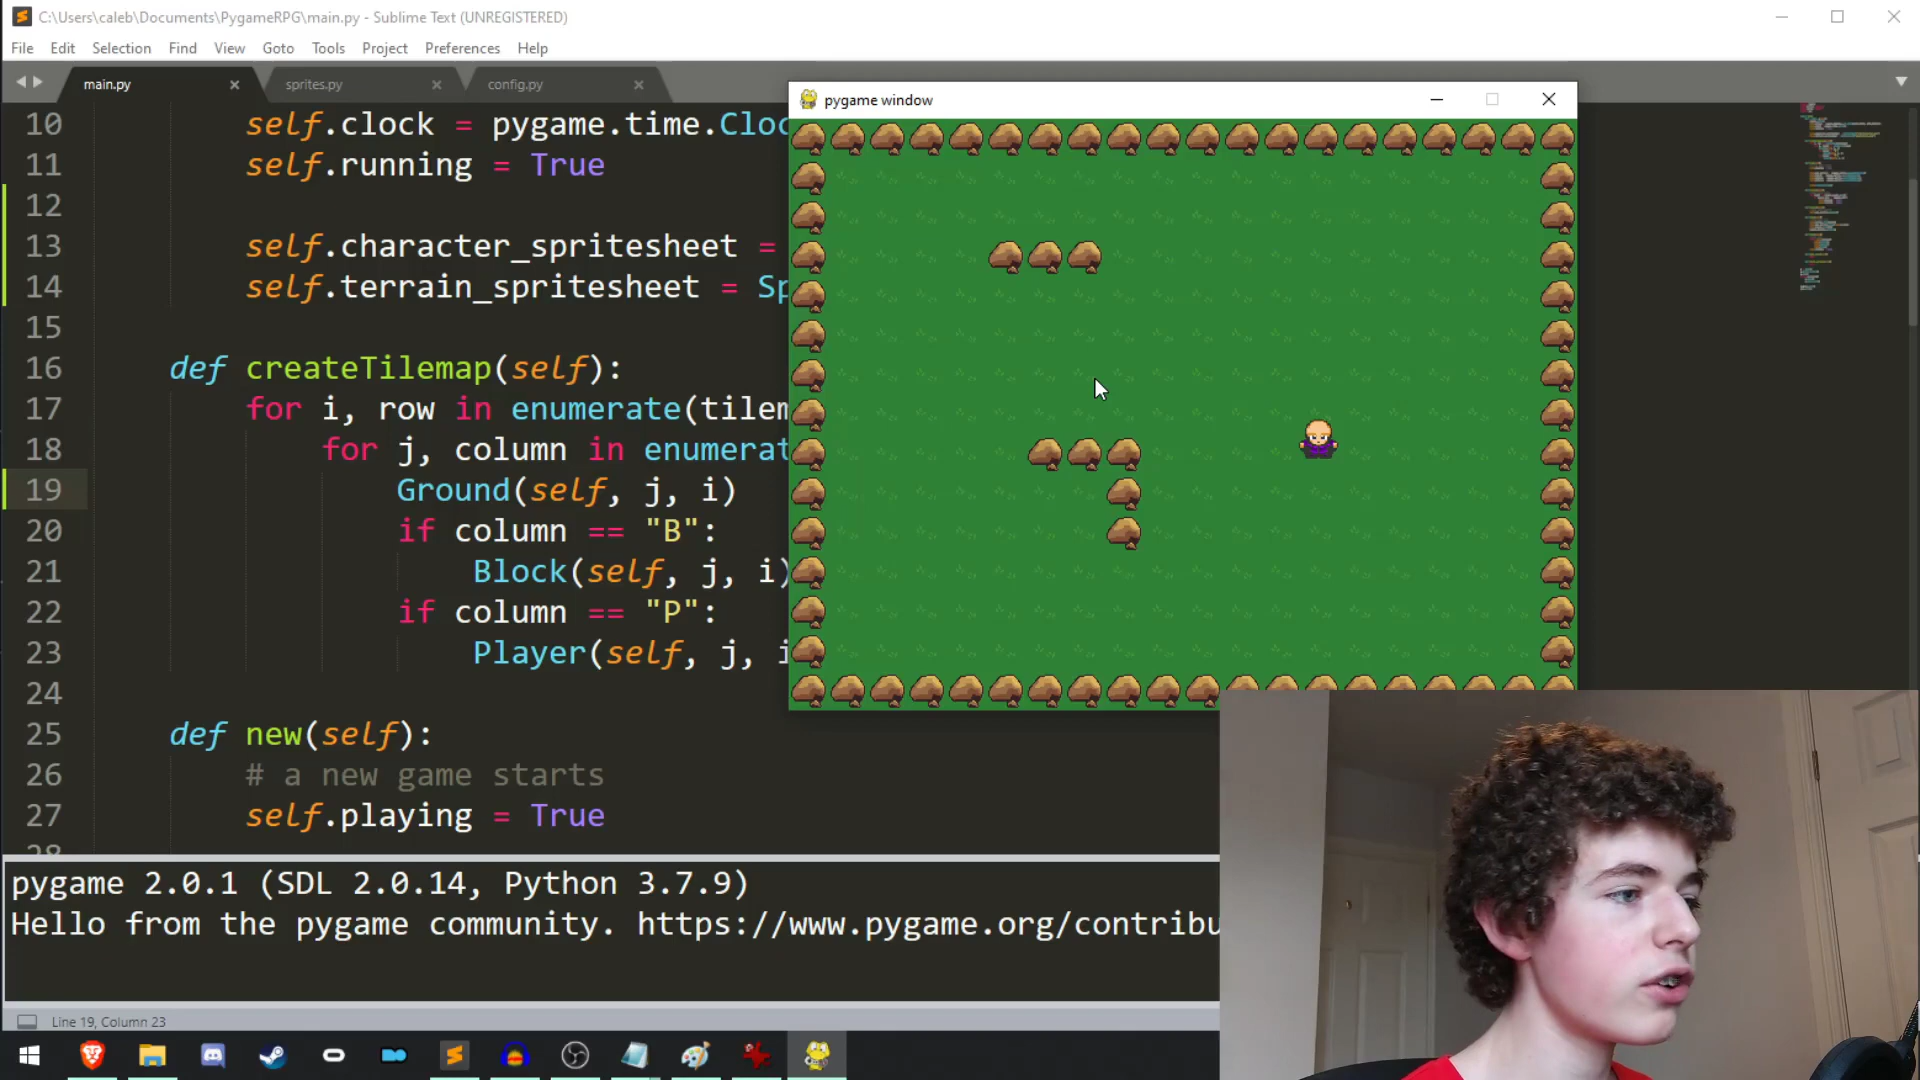 C:\Users\caleb\Documents\PygameRPG\main.py - Sublime Text (UNREGISTERED)
File Edit Selection Find View Goto Tools Project Preferences Help
main.py sprites.py config.py
pygame window
10 self.clock = pygame.time.Cloc
11 self.running = True
12
13 self.character_spritesheet =
14 self.terrain_spritesheet = Sp
15
16 def createTilemap(self):
17 for i, row in enumerate(tilem
18 for j, column in enumerat
19 Ground(self, j, i)
20 if column == "B":
21 Block(self, j, i)
22 if column == "P":
23 Player(self, j, i
24
25 def new(self):
26 # a new game starts
27 self.playing = True
28
pygame 2.0.1 (SDL 2.0.14, Python 3.7.9)
Hello from the pygame community. https://www.pygame.org/contribu
Line 19, Column 23